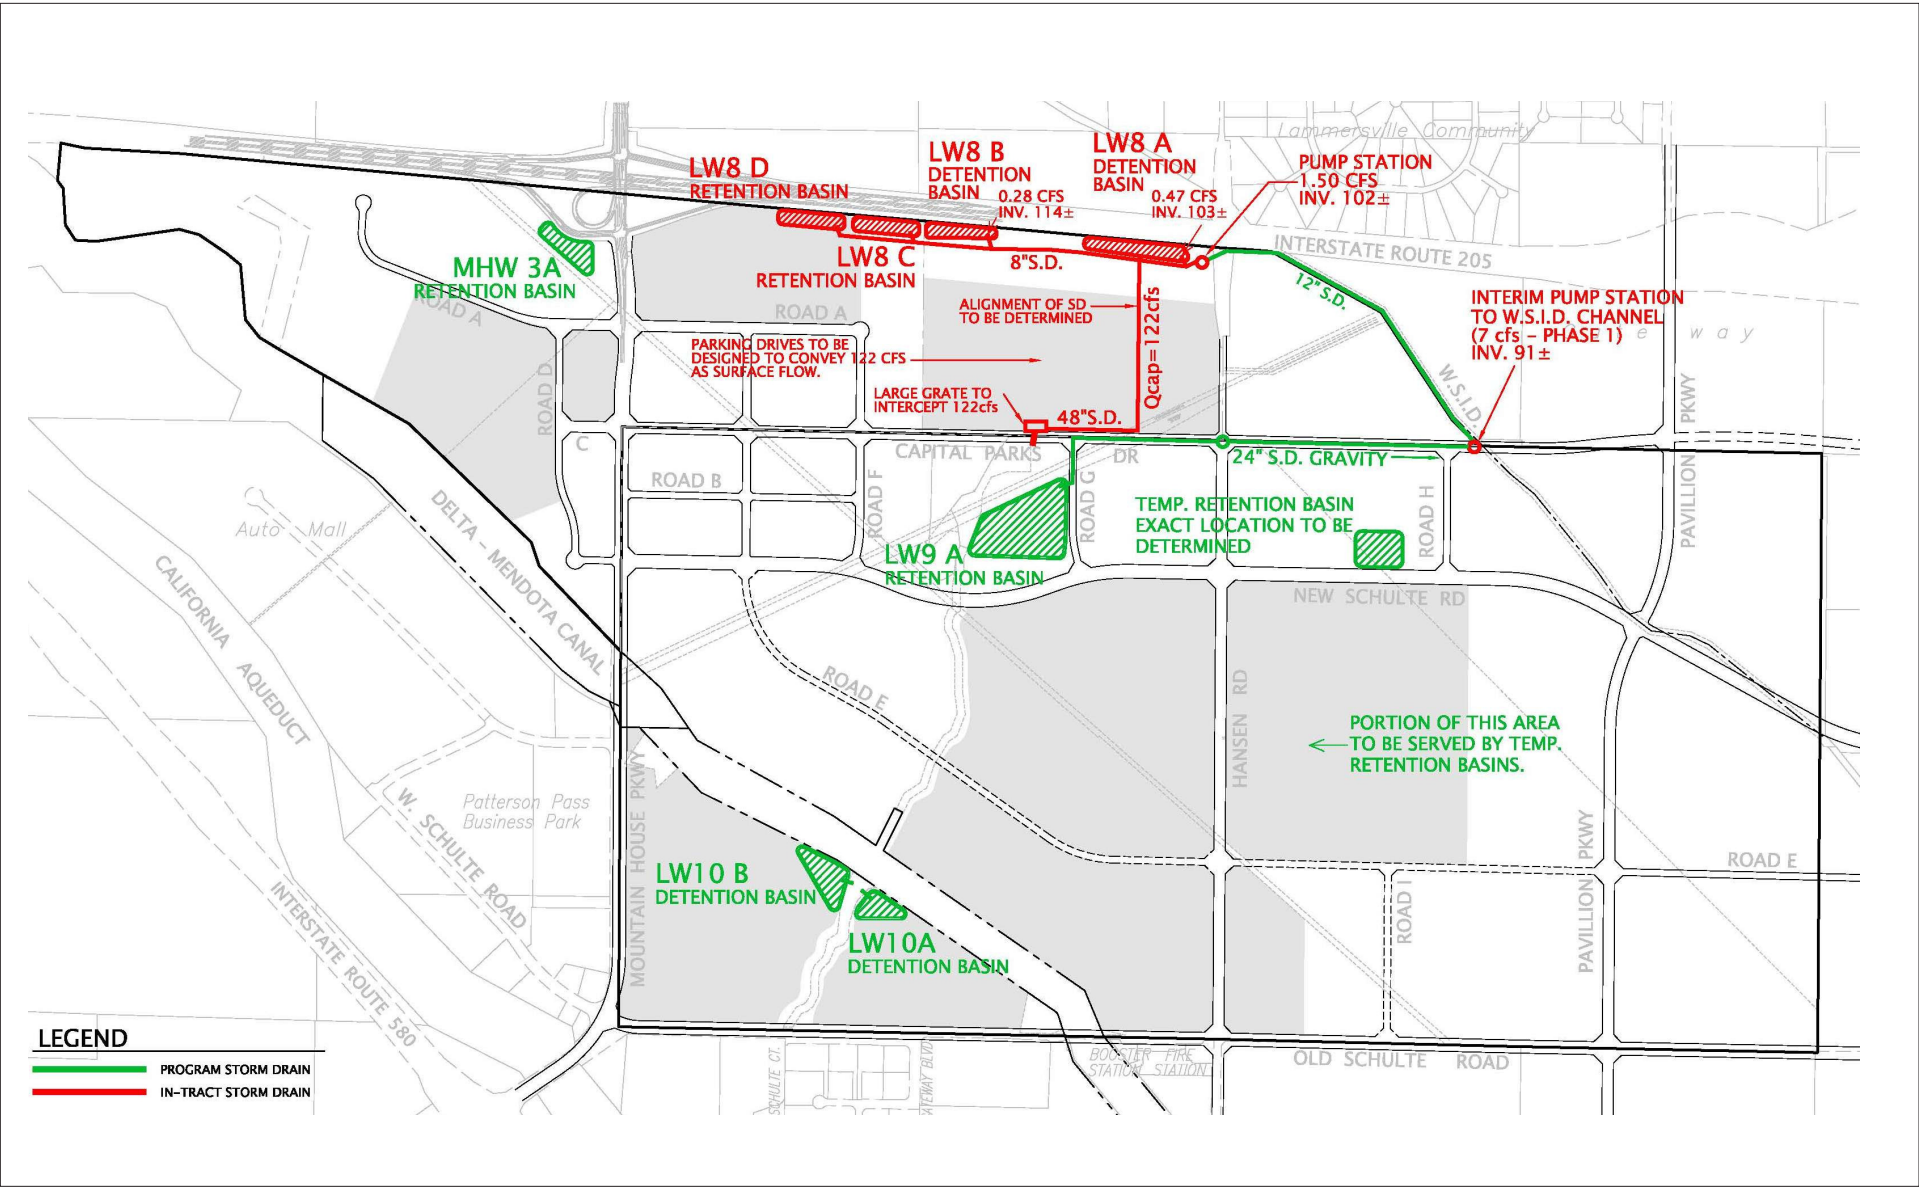 Lammersville Community
LW8 D
RETENTION BASIN
LW8 B
DETENTION
BASIN
0.28 CFS
INV. 114±
LW8 A
DETENTION
BASIN
0.47 CFS
INV. 103±
PUMP STATION
1.50 CFS
INV. 102±
INTERSTATE ROUTE 205
MHW 3A
RETENTION BASIN
LW8 C
RETENTION BASIN
8"S.D.
12" S.D.
ROAD A
ROAD A
ALIGNMENT OF SD
TO BE DETERMINED
Qcap=122cfs
INTERIM PUMP STATION
TO W.S.I.D. CHANNEL
(7 cfs - PHASE 1)
INV. 91±
w a y
PARKING DRIVES TO BE
DESIGNED TO CONVEY 122 CFS
AS SURFACE FLOW.
LARGE GRATE TO
INTERCEPT 122cfs
48"S.D.
W.S.I.D.
PAVILLION PKWY
ROAD D
C
CAPITAL PARKS DR
24" S.D. GRAVITY
ROAD B
ROAD F
ROAD G
ROAD H
TEMP. RETENTION BASIN
EXACT LOCATION TO BE
DETERMINED
LW9 A
RETENTION BASIN
Auto Mall
DELTA - MENDOTA CANAL
CALIFORNIA AQUEDUCT
NEW SCHULTE RD
ROAD E
HANSEN RD
PORTION OF THIS AREA
TO BE SERVED BY TEMP.
RETENTION BASINS.
Patterson Pass
Business Park
W. SCHULTE ROAD
MOUNTAIN HOUSE PKWY
PAVILLION PKWY
ROAD E
LW10 B
DETENTION BASIN
LW10A
DETENTION BASIN
ROAD I
INTERSTATE ROUTE 580
LEGEND
PROGRAM STORM DRAIN
IN-TRACT STORM DRAIN
SCHULTE CT.
ATEWAY BLVD
BOOSTER FIRE
STATION STATION
OLD SCHULTE ROAD